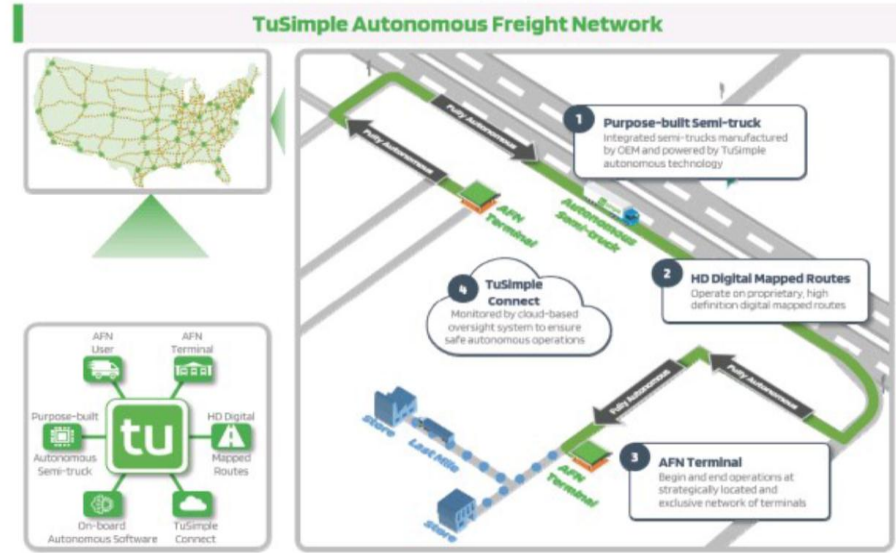 TuSimple Autonomous Freight Network
Fully Autonomous
Fully Autonomous
1
Purpose-built Semi-truck
Integrated semi-trucks manufactured
by OEM and powered by TuSimple
autonomous technology
AFN
Terminal
Autonomous
Semi-truck
2
HD Digital Mapped Routes
Operate on proprietary, high
definition digital mapped routes
4
TuSimple
Connect
Monitored by cloud-based
oversight system to ensure
safe autonomous operations
Fully Autonomous
Fully Autonomous
Store
Last Mile
Store
AFN
Terminal
3
AFN Terminal
Begin and end operations at
strategically located and
exclusive network of terminals
AFN
User
AFN
Terminal
Purpose-built
Autonomous
Semi-truck
tu
HD Digital
Mapped
Routes
On-board
Autonomous Software
TuSimple
Connect